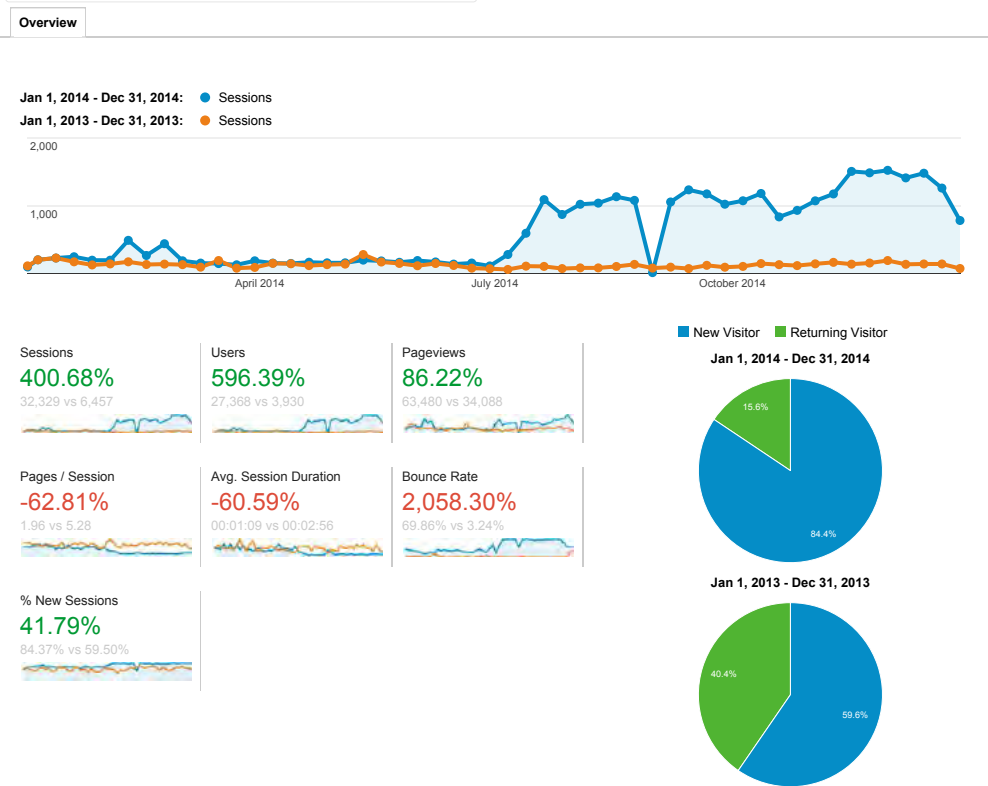 Overview
Jan 1, 2014 - Dec 31, 2014: Sessions
Jan 1, 2013 - Dec 31, 2013: Sessions
2,000
1,000
April 2014 July 2014 October 2014
Sessions
400.68%
32,329 vs 6,457
Users
596.39%
27,368 vs 3,930
Pageviews
86.22%
63,480 vs 34,088
Pages / Session
-62.81%
1.96 vs 5.28
Avg. Session Duration
-60.59%
00:01:09 vs 00:02:56
Bounce Rate
2,058.30%
69.86% vs 3.24%
% New Sessions
41.79%
84.37% vs 59.50%
New Visitor Returning Visitor
Jan 1, 2014 - Dec 31, 2014
15.6%
84.4%
Jan 1, 2013 - Dec 31, 2013
40.4%
59.6%